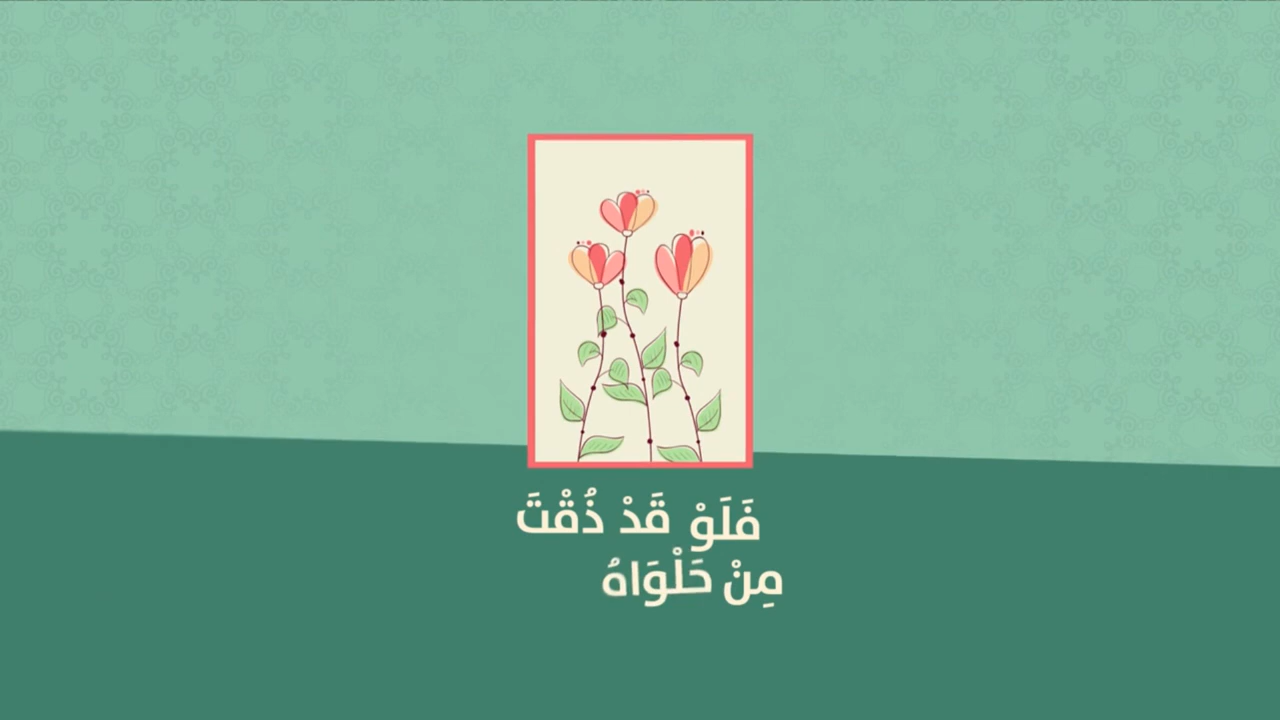 فَلَوْ قَدْ ذُقْتَ
مِنْ حَلْوَاهُ